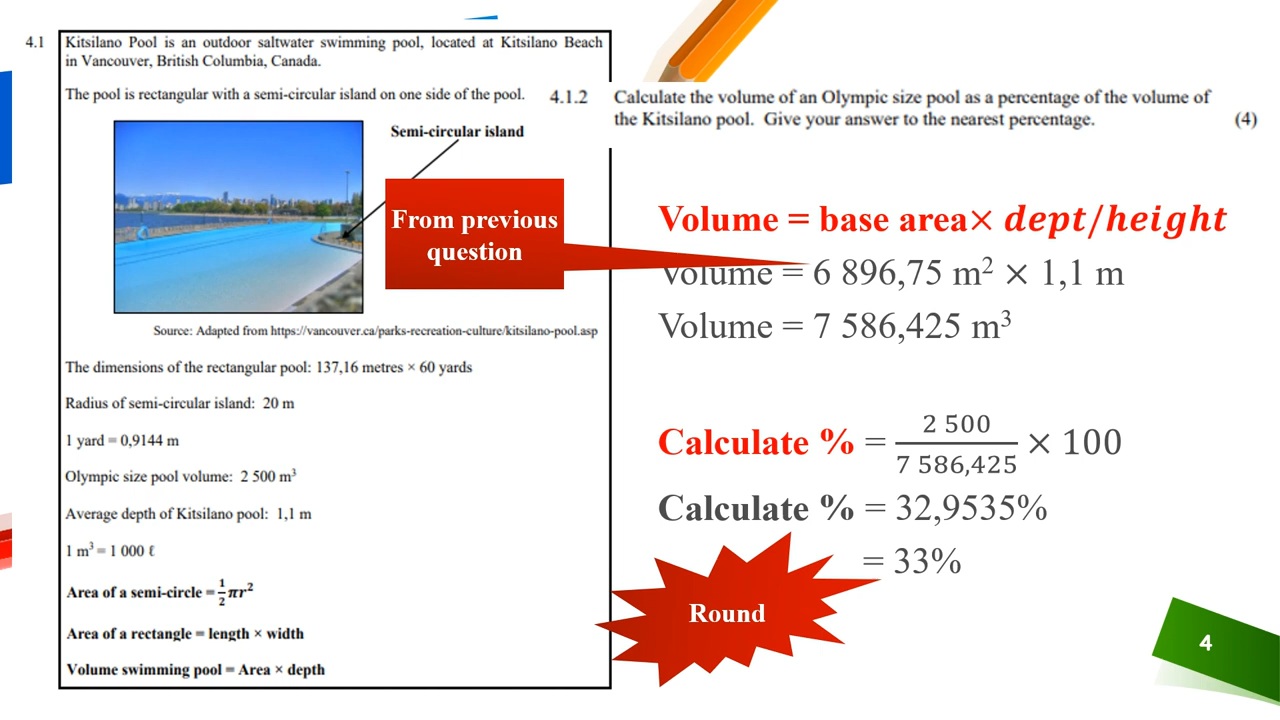 4.1 Kitsilano Pool is an outdoor saltwater swimming pool, located at Kitsilano Beach
in Vancouver, British Columbia, Canada.
The pool is rectangular with a semi-circular island on one side of the pool.
Semi-circular island
Source: Adapted from https://vancouver.ca/parks-recreation-culture/kitsilano-pool.asp
The dimensions of the rectangular pool: 137,16 metres × 60 yards
Radius of semi-circular island: 20 m
1 yard = 0,9144 m
Olympic size pool volume: 2 500 m³
Average depth of Kitsilano pool: 1,1 m
1 m³ = 1 000 ℓ
Area of a semi-circle = 1/2 πr²
Area of a rectangle = length × width
Volume swimming pool = Area × depth
4.1.2 Calculate the volume of an Olympic size pool as a percentage of the volume of
the Kitsilano pool. Give your answer to the nearest percentage. (4)
From previous
question
Volume = base area× dept/height
Volume = 6 896,75 m² × 1,1 m
Volume = 7 586,425 m³
Calculate % = 2 500/7 586,425 × 100
Calculate % = 32,9535%
= 33%
Round
4